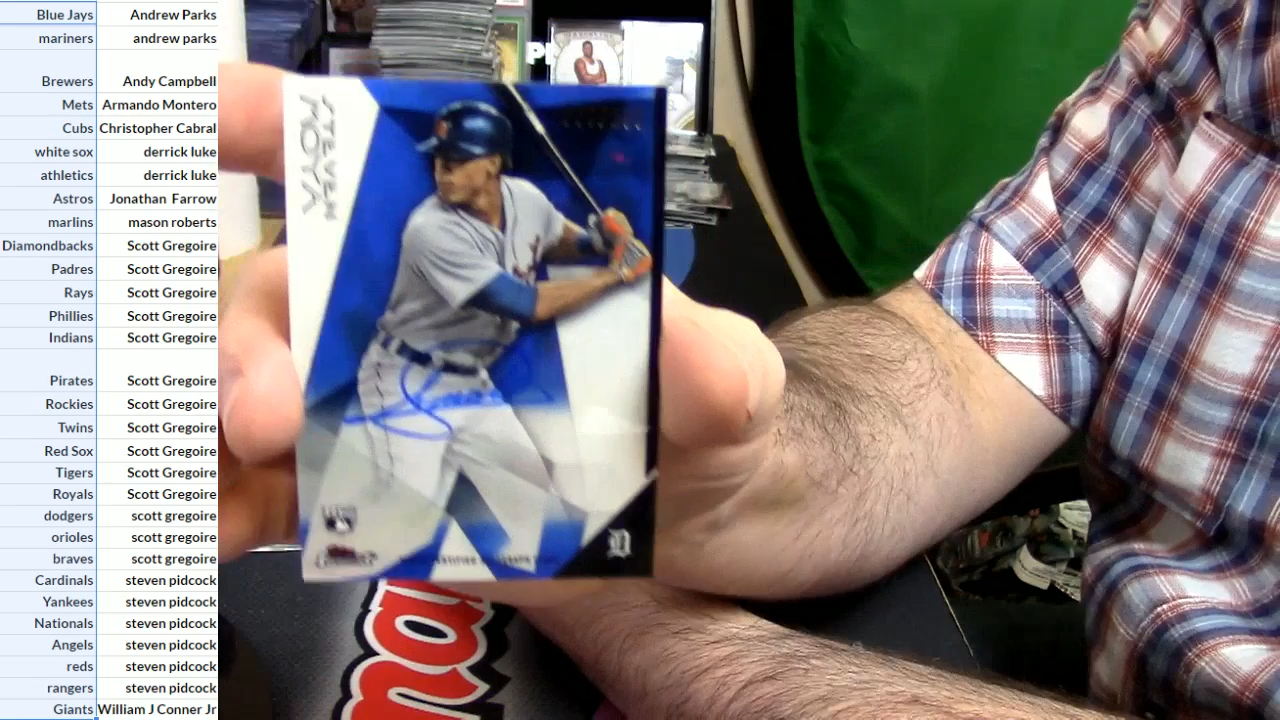 Blue Jays Andrew Parks
mariners andrew parks
Brewers Andy Campbell
Mets Armando Montero
Cubs Christopher Cabral
white sox derrick luke
athletics derrick luke
Astros Jonathan Farrow
marlins mason roberts
Diamondbacks Scott Gregoire
Padres Scott Gregoire
Rays Scott Gregoire
Phillies Scott Gregoire
Indians Scott Gregoire
Pirates Scott Gregoire
Rockies Scott Gregoire
Twins Scott Gregoire
Red Sox Scott Gregoire
Tigers Scott Gregoire
Royals Scott Gregoire
dodgers scott gregoire
orioles scott gregoire
braves scott gregoire
Cardinals steven pidcock
Yankees steven pidcock
Nationals steven pidcock
Angels steven pidcock
reds steven pidcock
rangers steven pidcock
Giants William J Conner Jr
STEVEN
MOYA
D